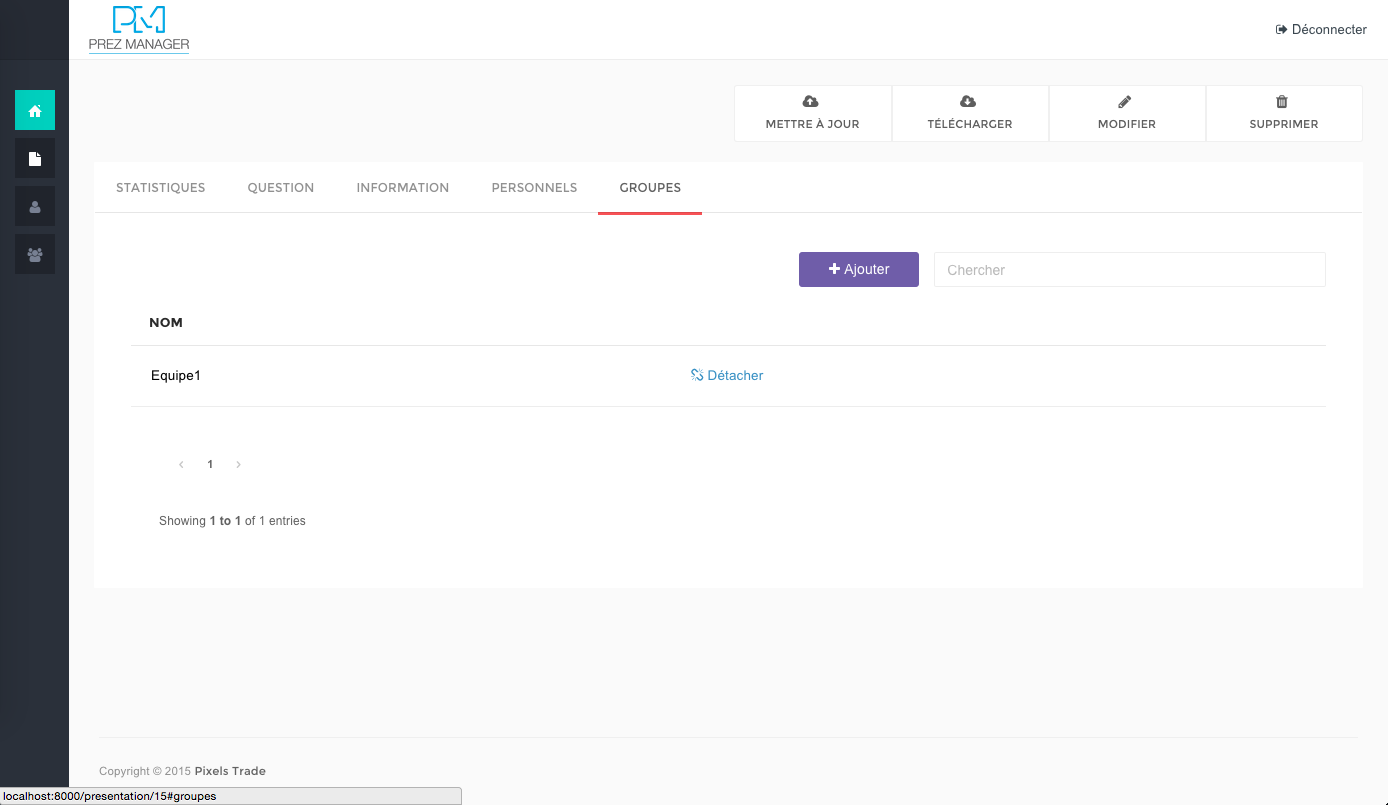 PM
PREZ MANAGER
Déconnecter
METTRE À JOUR
TÉLÉCHARGER
MODIFIER
SUPPRIMER
STATISTIQUES
QUESTION
INFORMATION
PERSONNELS
GROUPES
Ajouter
Chercher
NOM
Equipe1
Détacher
1
Showing 1 to 1 of 1 entries
Copyright © 2015 Pixels Trade
localhost:8000/presentation/15#groupes